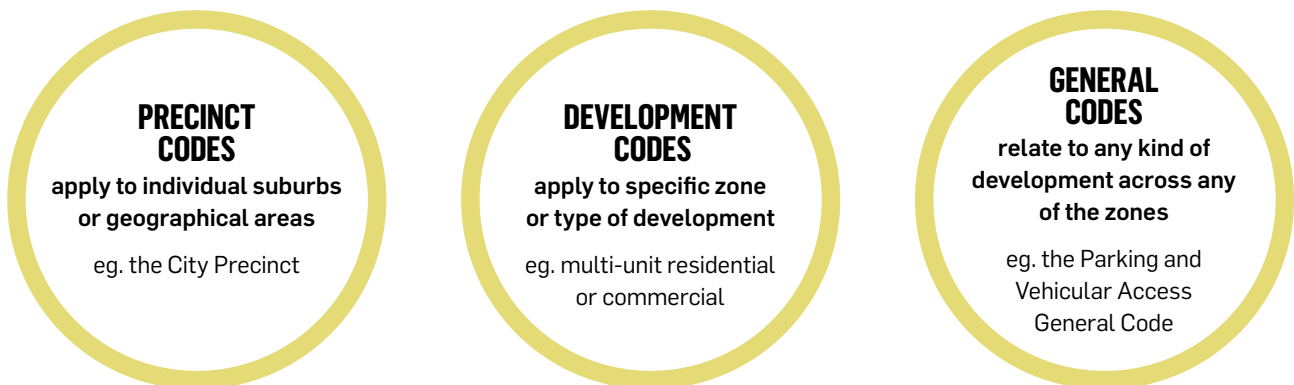 PRECINCT
CODES
apply to individual suburbs
or geographical areas
eg. the City Precinct
DEVELOPMENT
CODES
apply to specific zone
or type of development
eg. multi-unit residential
or commercial
GENERAL
CODES
relate to any kind of
development across any
of the zones
eg. the Parking and
Vehicular Access
General Code